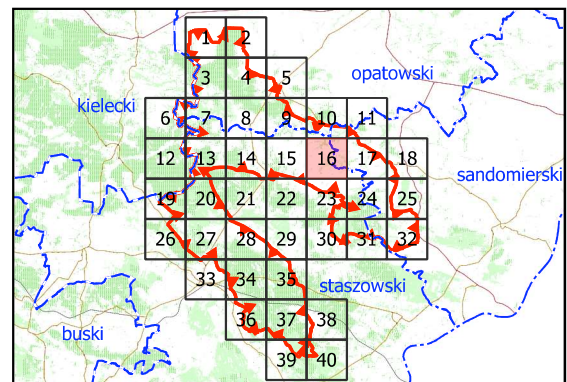 1 2
3 4 5
opatowski
kielecki
6 7 8 9 10 11
12 13 14 15 16 17 18
sandomierski
19 20 21 22 23 24 25
26 27 28 29 30 31 32
33 34 35
staszowski
36 37 38
buski
39 40